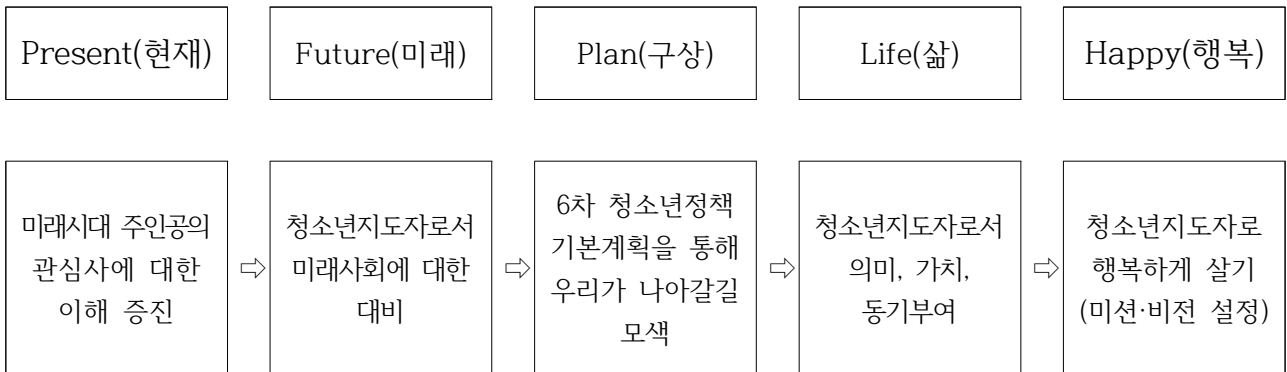 Present(현재)
Future(미래)
Plan(구상)
Life(삶)
Happy(행복)
미래시대 주인공의
관심사에 대한
이해 증진
⇨
청소년지도자로서
미래사회에 대한
대비
⇨
6차 청소년정책
기본계획을 통해
우리가 나아갈길
모색
⇨
청소년지도자로서
의미, 가치,
동기부여
⇨
청소년지도자로
행복하게 살기
(미션·비전 설정)